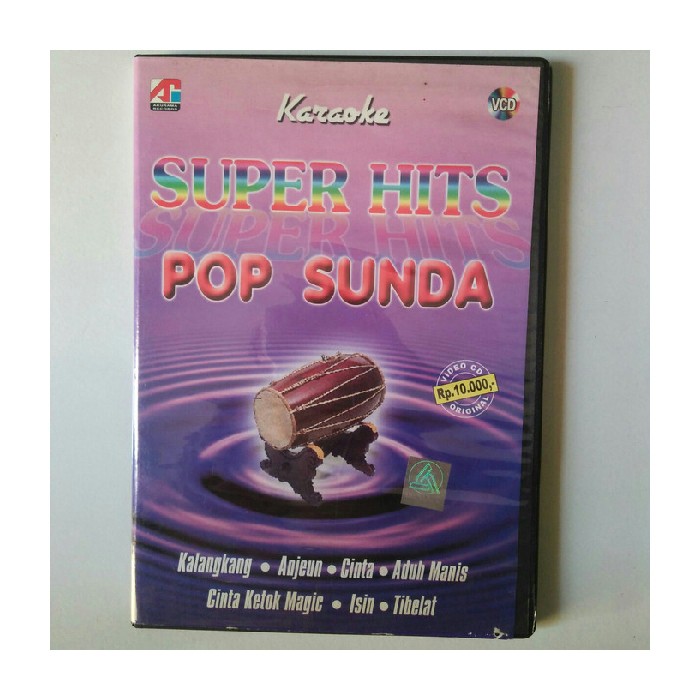 Karaoke
VCD
SUPER HITS
SUPER HITS
POP SUNDA
VIDEO CD
Rp.10.000,-
ORIGINAL
Kalangkang • Anjeun • Cinta • Aduh Manis
Cinta Ketok Magic • Isin • Tibelat